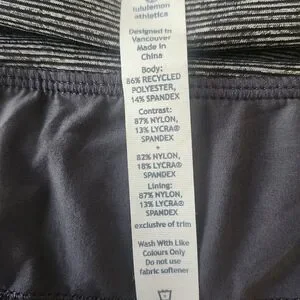 lululemon
athletica
Designed in
Vancouver
Made in
China
Body:
86% RECYCLED
POLYESTER,
14% SPANDEX
Contrast:
87% NYLON,
13% LYCRA®
SPANDEX
+
82% NYLON,
18% LYCRA®
SPANDEX
Lining:
87% NYLON,
13% LYCRA®
SPANDEX
exclusive of trim
Wash With Like
Colours Only
Do not use
fabric softener